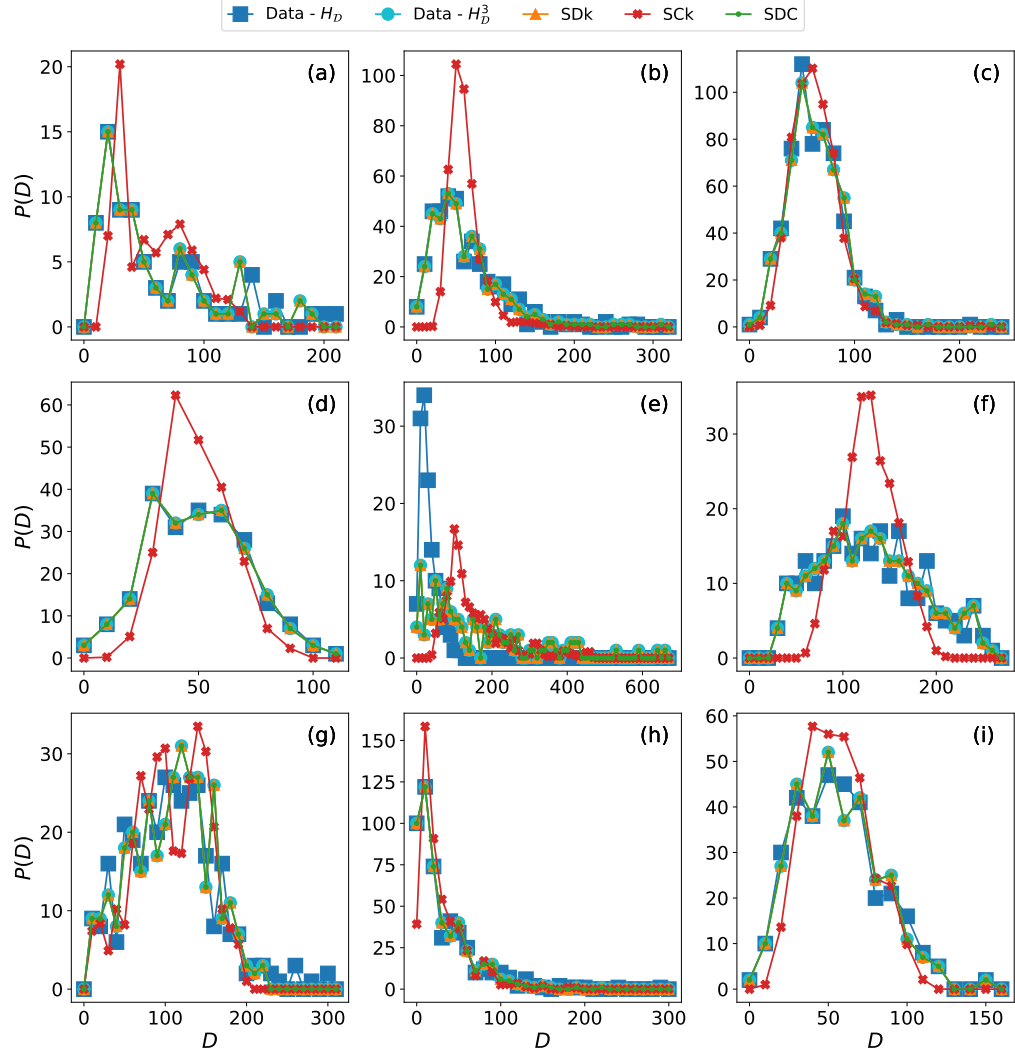 Data - H_D Data - H_D^3 SDk SCk SDC
(a) (b) (c)
20 15 10 5 0
100 80 60 40 20 0
100 80 60 40 20 0
P(D)
0 100 200
0 100 200 300
0 100 200
(d) (e) (f)
60 50 40 30 20 10 0
30 20 10 0
30 20 10 0
P(D)
0 50 100
0 200 400 600
0 100 200
(g) (h) (i)
30 20 10 0
150 125 100 75 50 25 0
60 50 40 30 20 10 0
P(D)
0 100 200 300
0 100 200 300
0 50 100 150
D D D